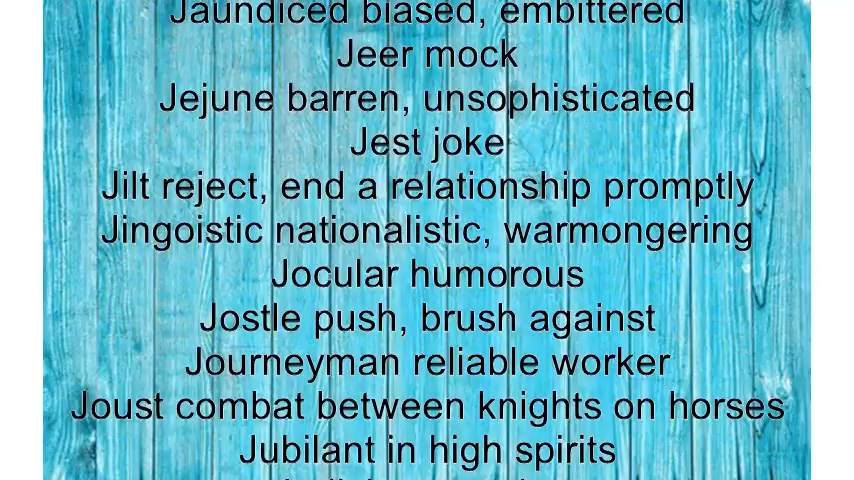 Jaundiced biased, embittered
Jeer mock
Jejune barren, unsophisticated
Jest joke
Jilt reject, end a relationship promptly
Jingoistic nationalistic, warmongering
Jocular humorous
Jostle push, brush against
Journeyman reliable worker
Joust combat between knights on horses
Jubilant in high spirits